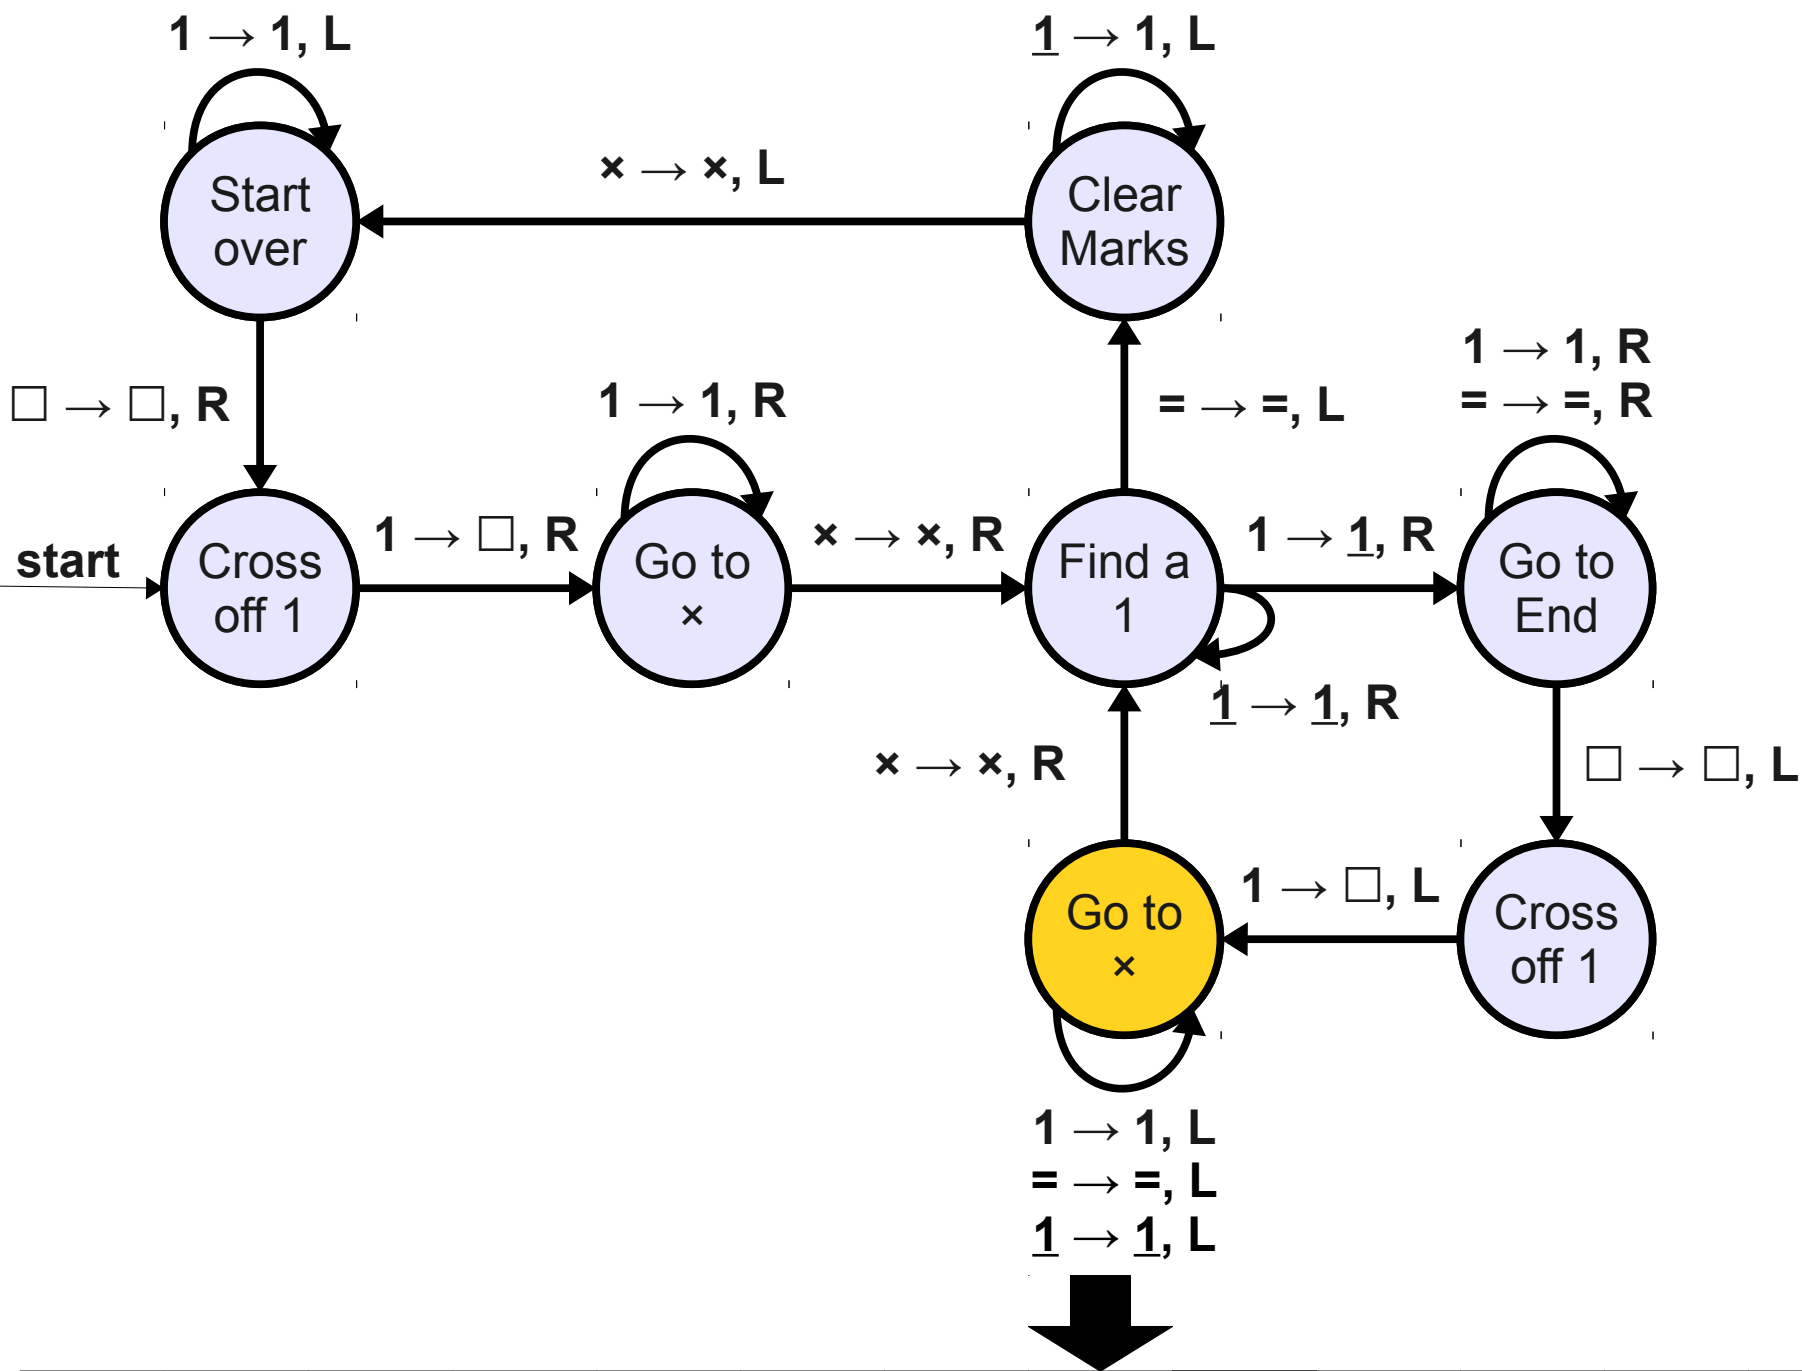 1 → 1, L
1̲ → 1, L
× → ×, L
Start
over
Clear
Marks
1 → 1, R
= → =, R
□ → □, R
1 → 1, R
= → =, L
start
Cross
off 1
1 → □, R
Go to
×
× → ×, R
Find a
1
1 → 1̲, R
Go to
End
1̲ → 1̲, R
× → ×, R
□ → □, L
Go to
×
1 → □, L
Cross
off 1
1 → 1, L
= → =, L
1̲ → 1̲, L